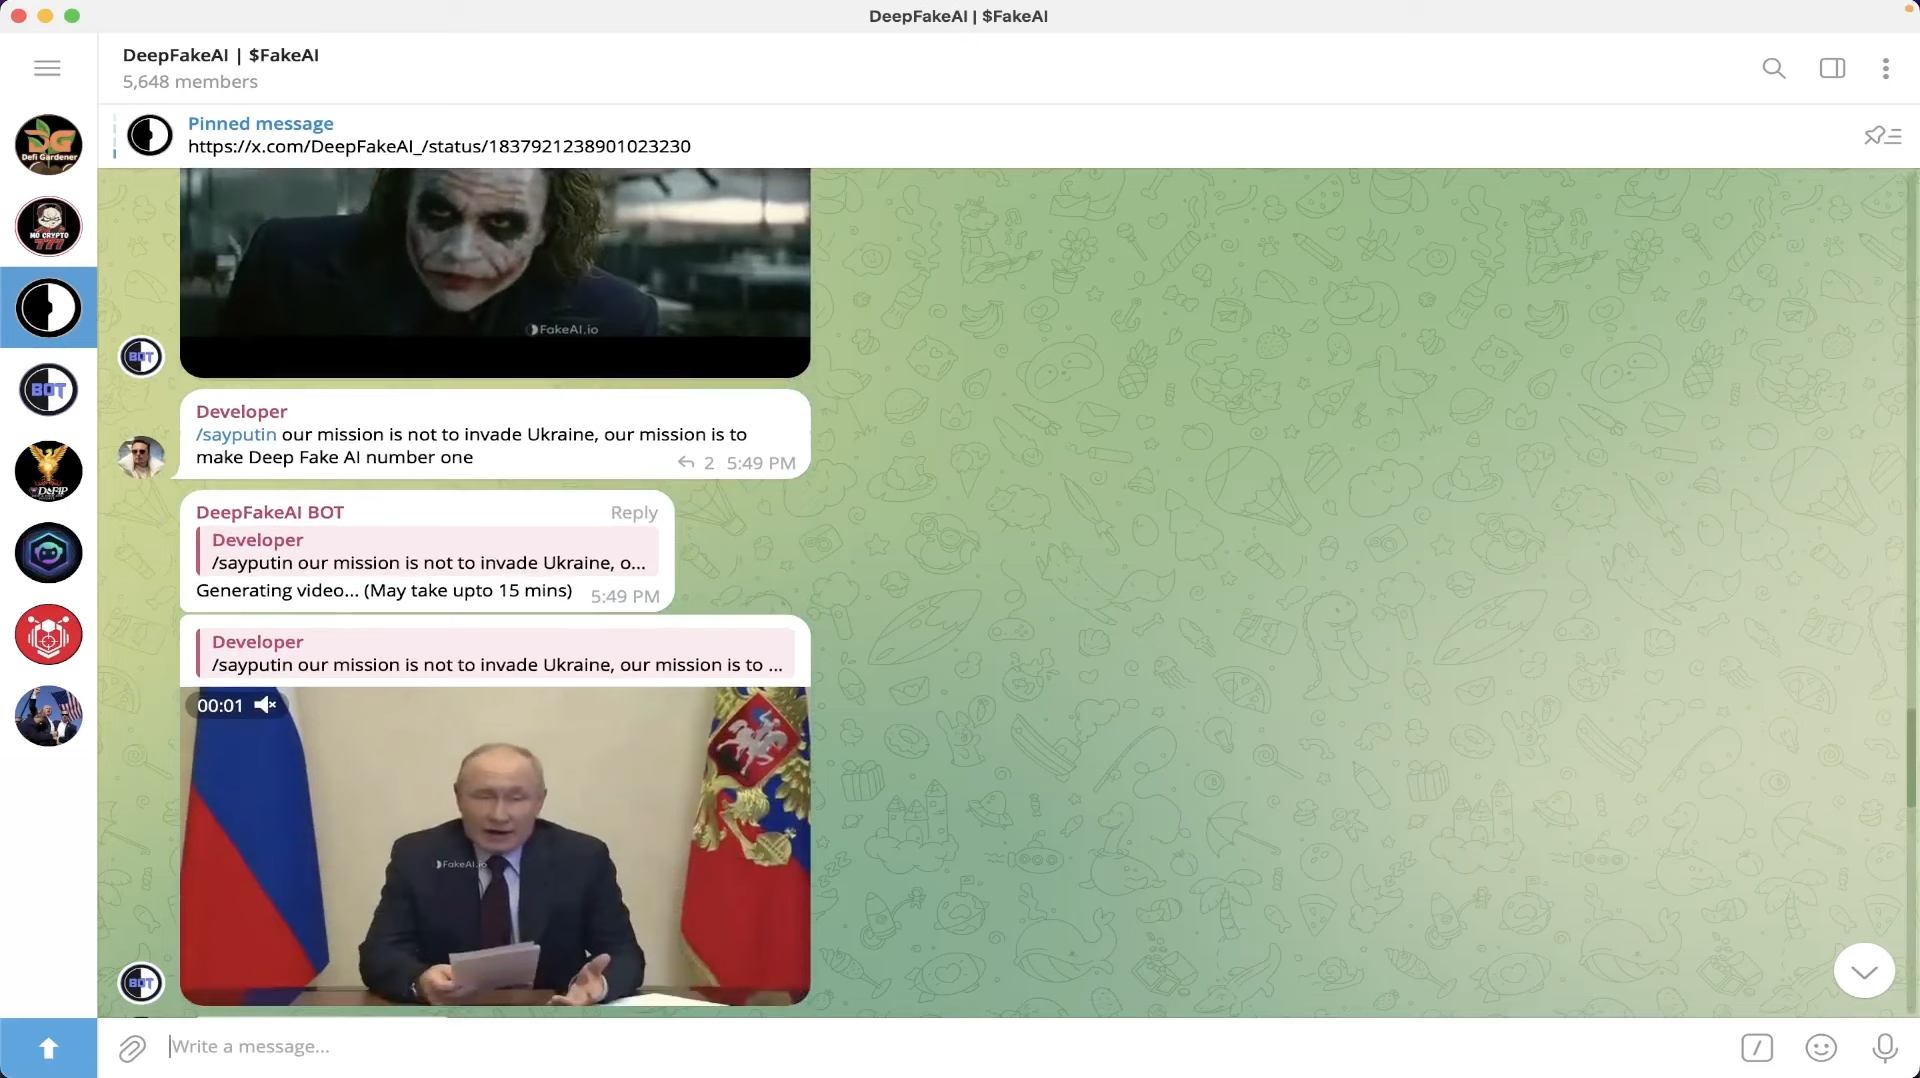 DeepFakeAI | $FakeAI
DeepFakeAI | $FakeAI
5,648 members
Pinned message
https://x.com/DeepFakeAI_/status/1837921238901023230
DG
Defi Gardener
MO CRYPTO
777
FakeAI.io
BOT
BOT
Developer
/sayputin our mission is not to invade Ukraine, our mission is to
make Deep Fake AI number one
2 5:49 PM
DeepFakeAI BOT
Reply
Developer
/sayputin our mission is not to invade Ukraine, o...
Generating video... (May take upto 15 mins)
5:49 PM
Developer
/sayputin our mission is not to invade Ukraine, our mission is to ...
00:01
FakeAI.io
BOT
Write a message...